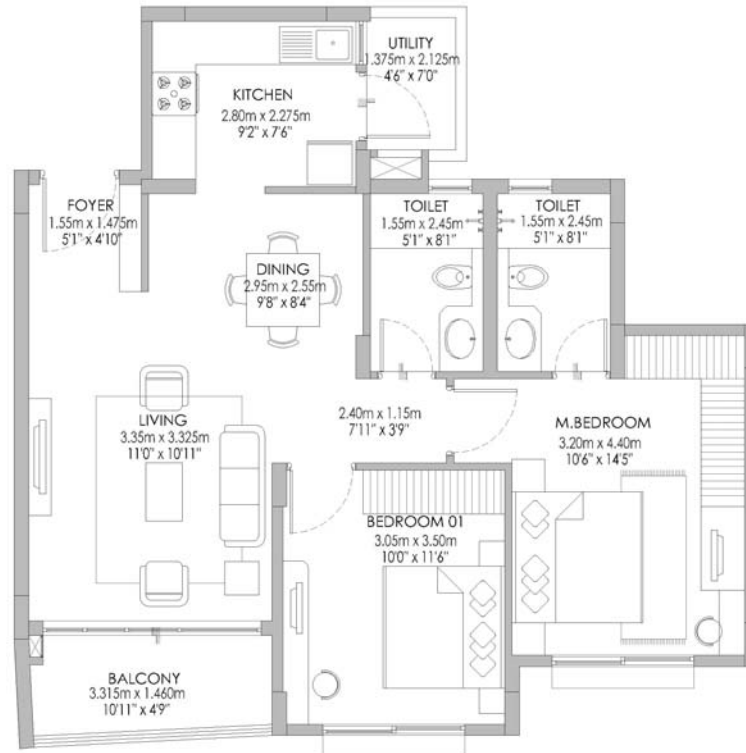 UTILITY
1.375m x 2.125m
4'6" x 7'0"
KITCHEN
2.80m x 2.275m
9'2" x 7'6"
FOYER
1.55m x 1.475m
5'1" x 4'10"
TOILET
1.55m x 2.45m
5'1" x 8'1"
TOILET
1.55m x 2.45m
5'1" x 8'1"
DINING
2.95m x 2.55m
9'8" x 8'4"
LIVING
3.35m x 3.325m
11'0" x 10'11"
2.40m x 1.15m
7'11" x 3'9"
M.BEDROOM
3.20m x 4.40m
10'6" x 14'5"
BEDROOM 01
3.05m x 3.50m
10'0" x 11'6"
BALCONY
3.315m x 1.460m
10'11" x 4'9"